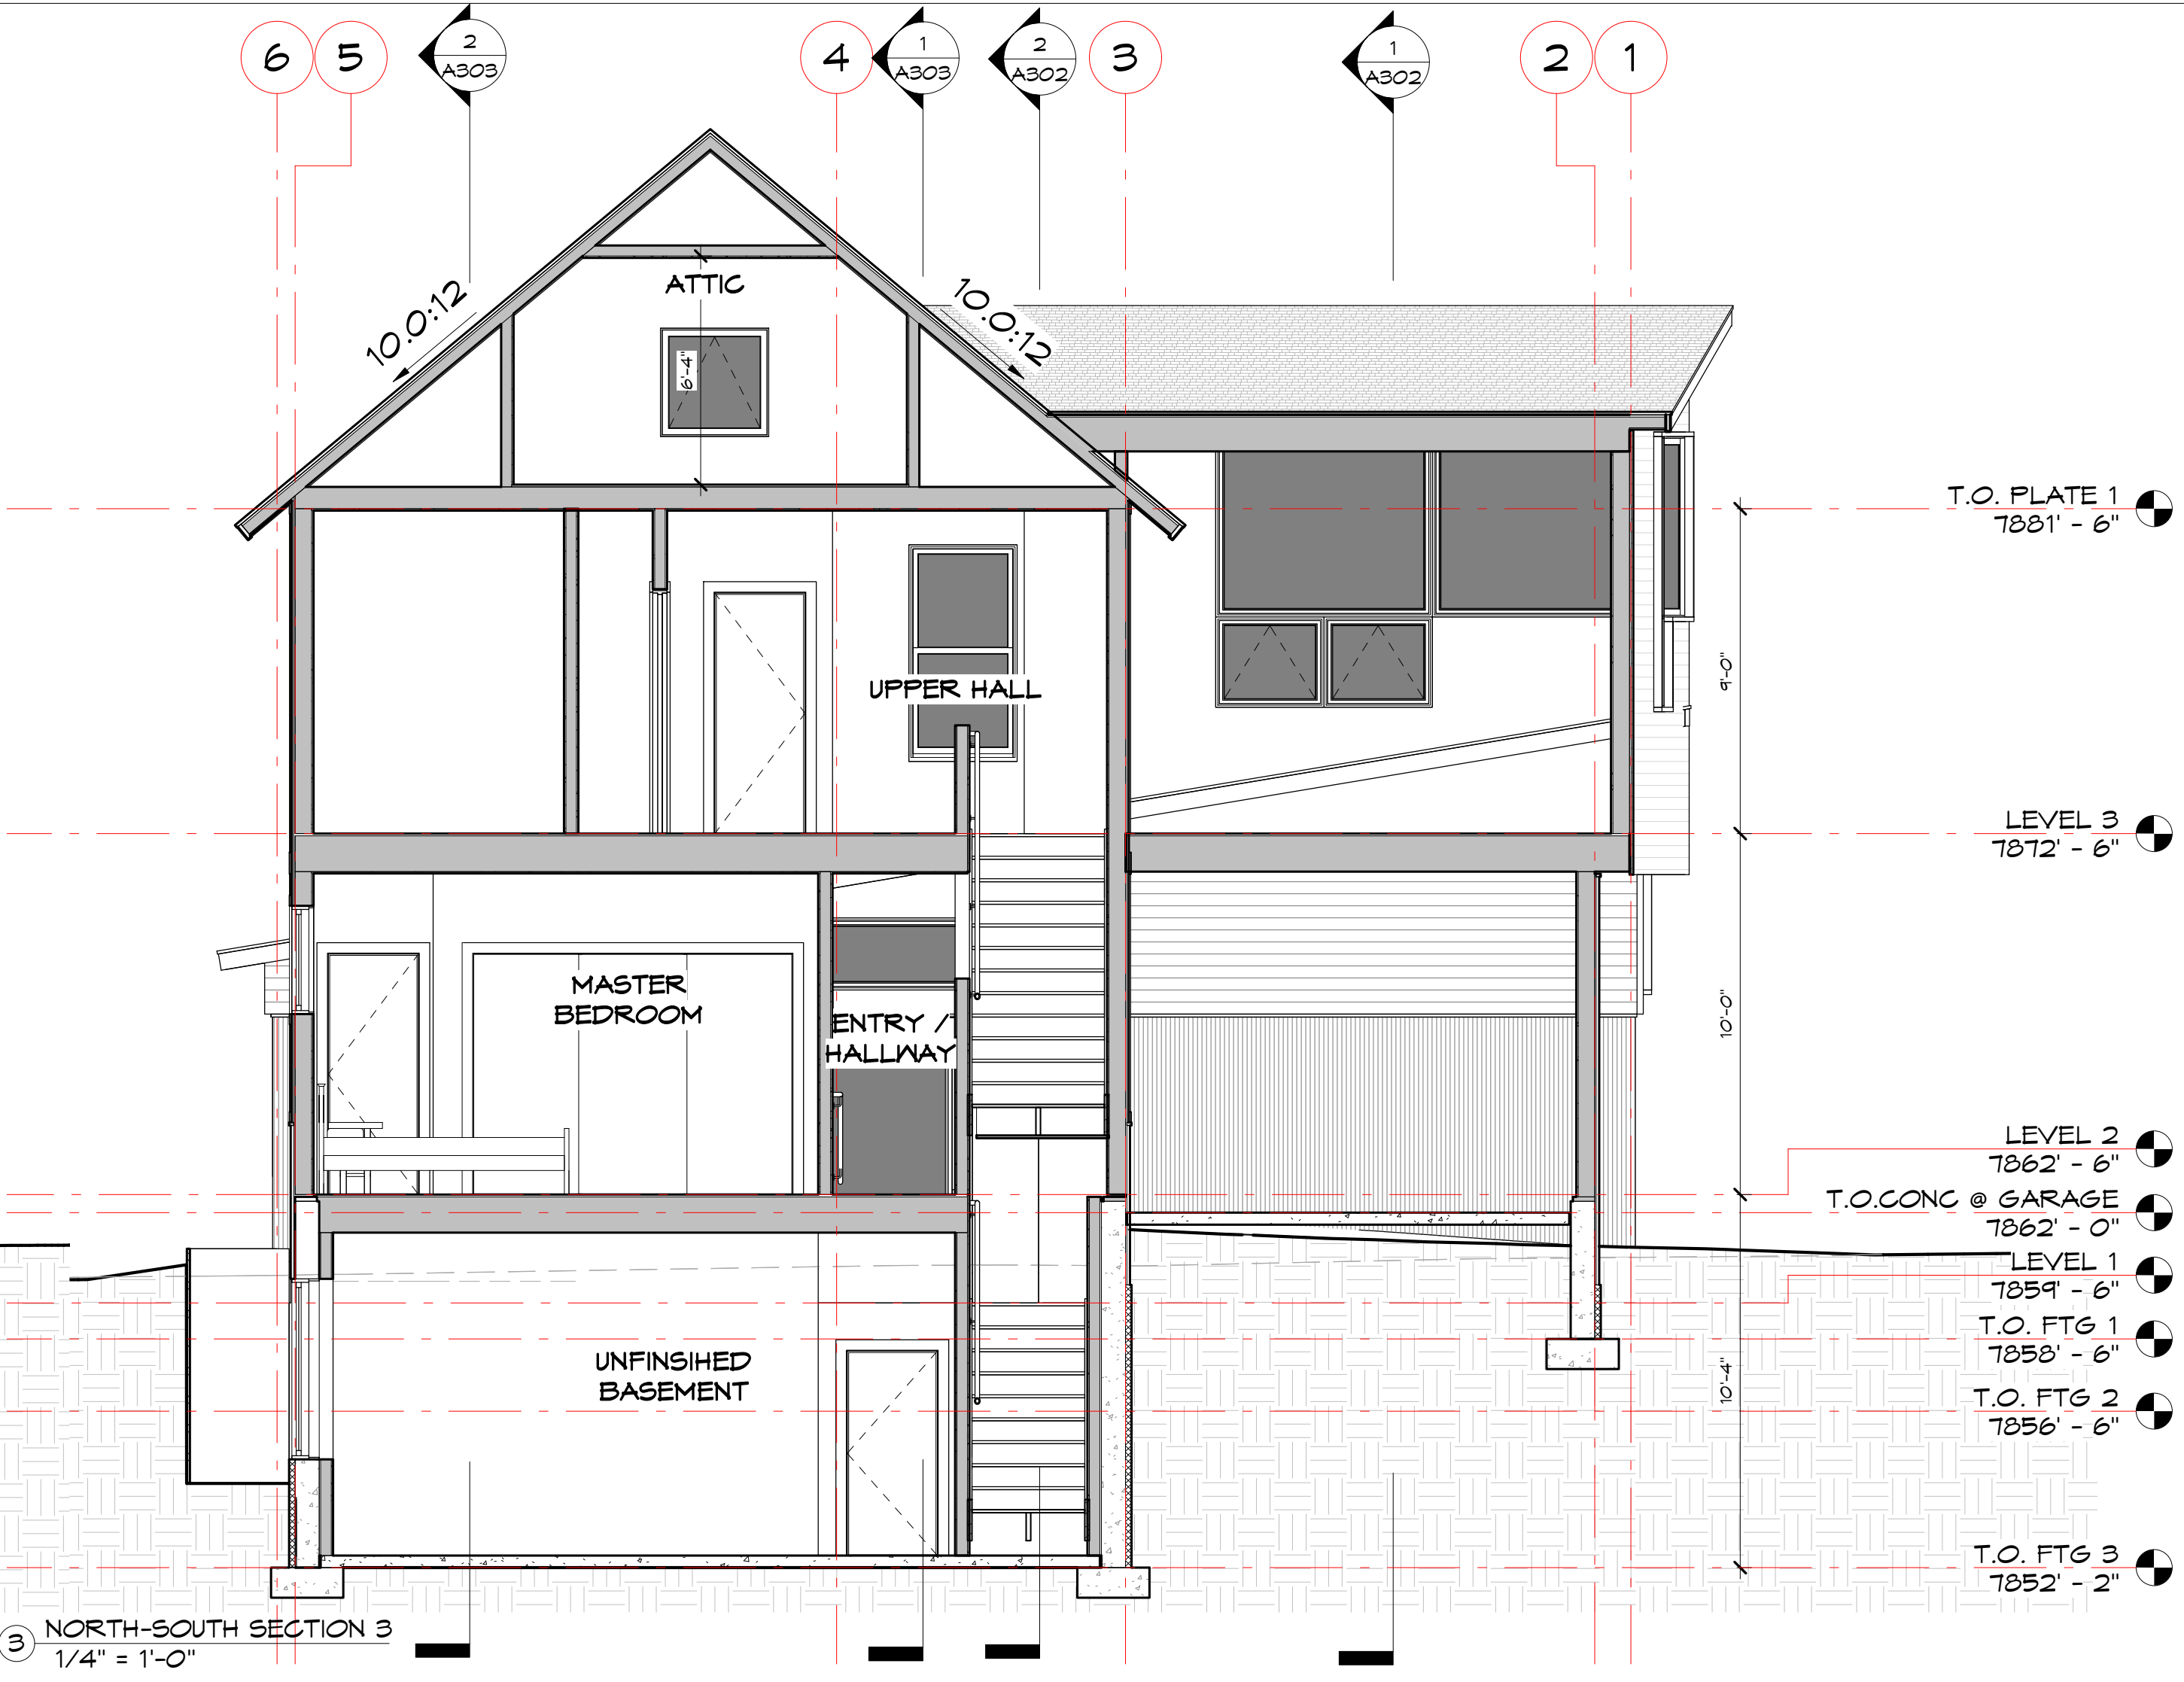 6
5
2
A303
4
1
A303
2
A302
3
1
A302
2
1
10.0:12
ATTIC
10.0:12
6'-4"
T.O. PLATE 1
7881' - 6"
UPPER HALL
9'-0"
LEVEL 3
7872' - 6"
MASTER
BEDROOM
ENTRY /
HALLWAY
10'-0"
LEVEL 2
7862' - 6"
T.O.CONC @ GARAGE
7862' - 0"
LEVEL 1
7859' - 6"
T.O. FTG 1
7858' - 6"
UNFINSIHED
BASEMENT
10'-4"
T.O. FTG 2
7856' - 6"
T.O. FTG 3
7852' - 2"
3
NORTH-SOUTH SECTION 3
1/4" = 1'-0"